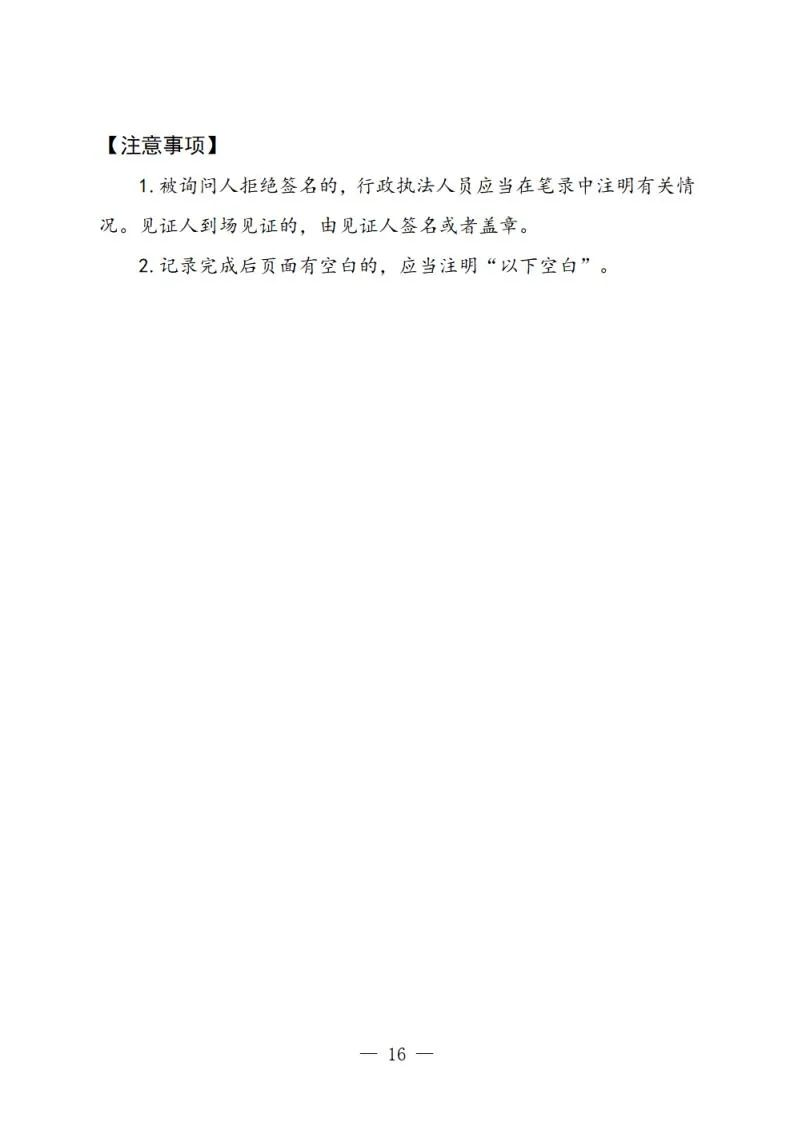 【注意事项】
1.被询问人拒绝签名的，行政执法人员应当在笔录中注明有关情
况。见证人到场见证的，由见证人签名或者盖章。
2.记录完成后页面有空白的，应当注明“以下空白”。
— 16 —